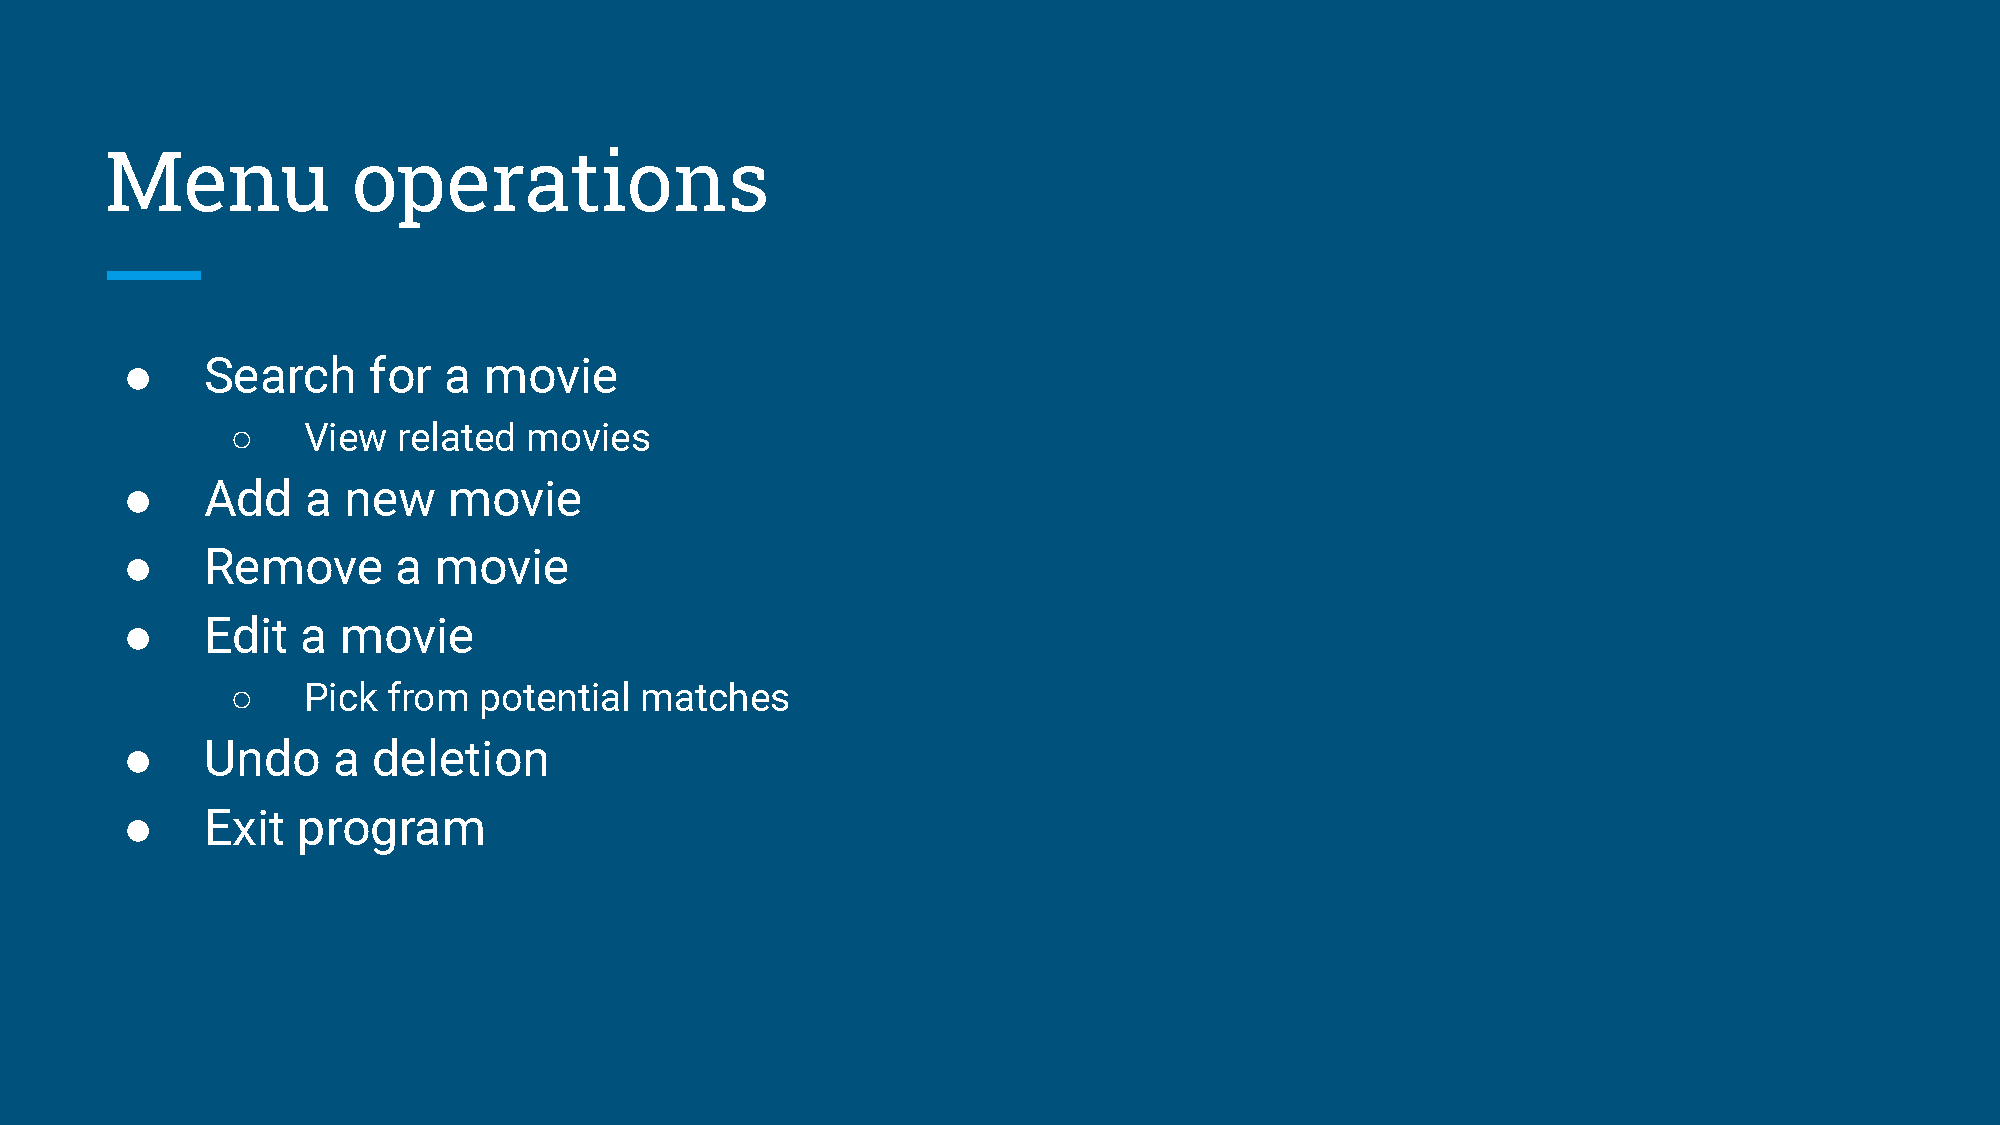 Menu operations
● Search for a movie
○ View related movies
● Add a new movie
● Remove a movie
● Edit a movie
○ Pick from potential matches
● Undo a deletion
● Exit program